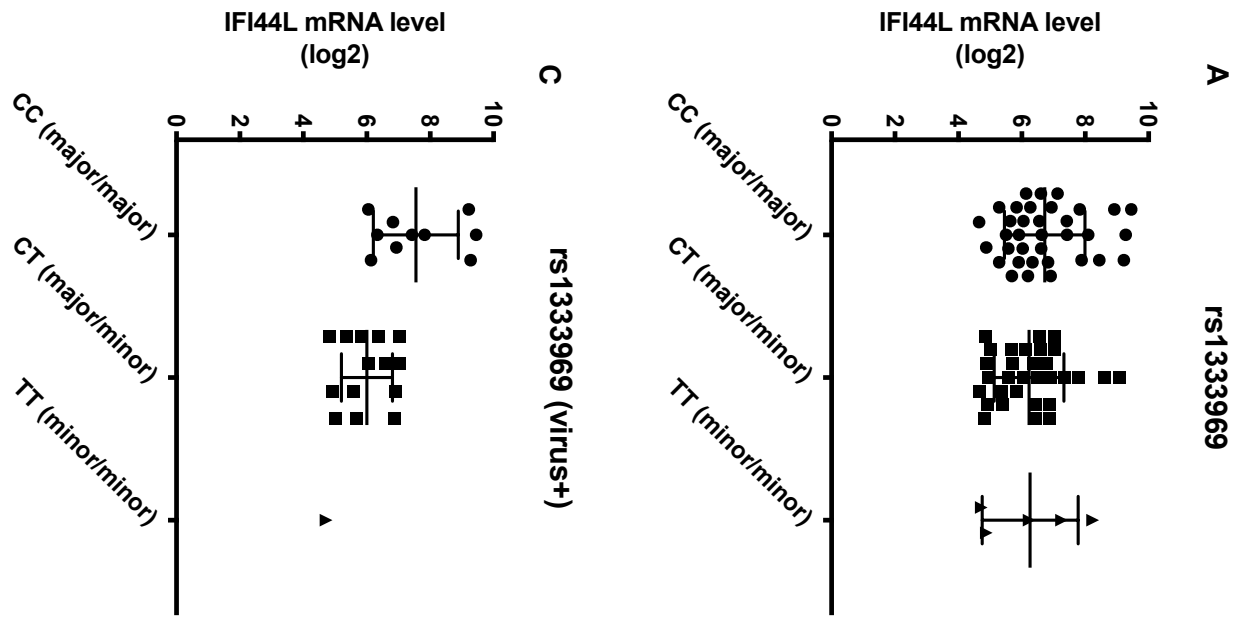 A
rs1333969
IFI44L mRNA level
(log2)
10
8
6
4
2
0
CC (major/major)
CT (major/minor)
TT (minor/minor)
C
rs1333969 (virus+)
IFI44L mRNA level
(log2)
10
8
6
4
2
0
CC (major/major)
CT (major/minor)
TT (minor/minor)